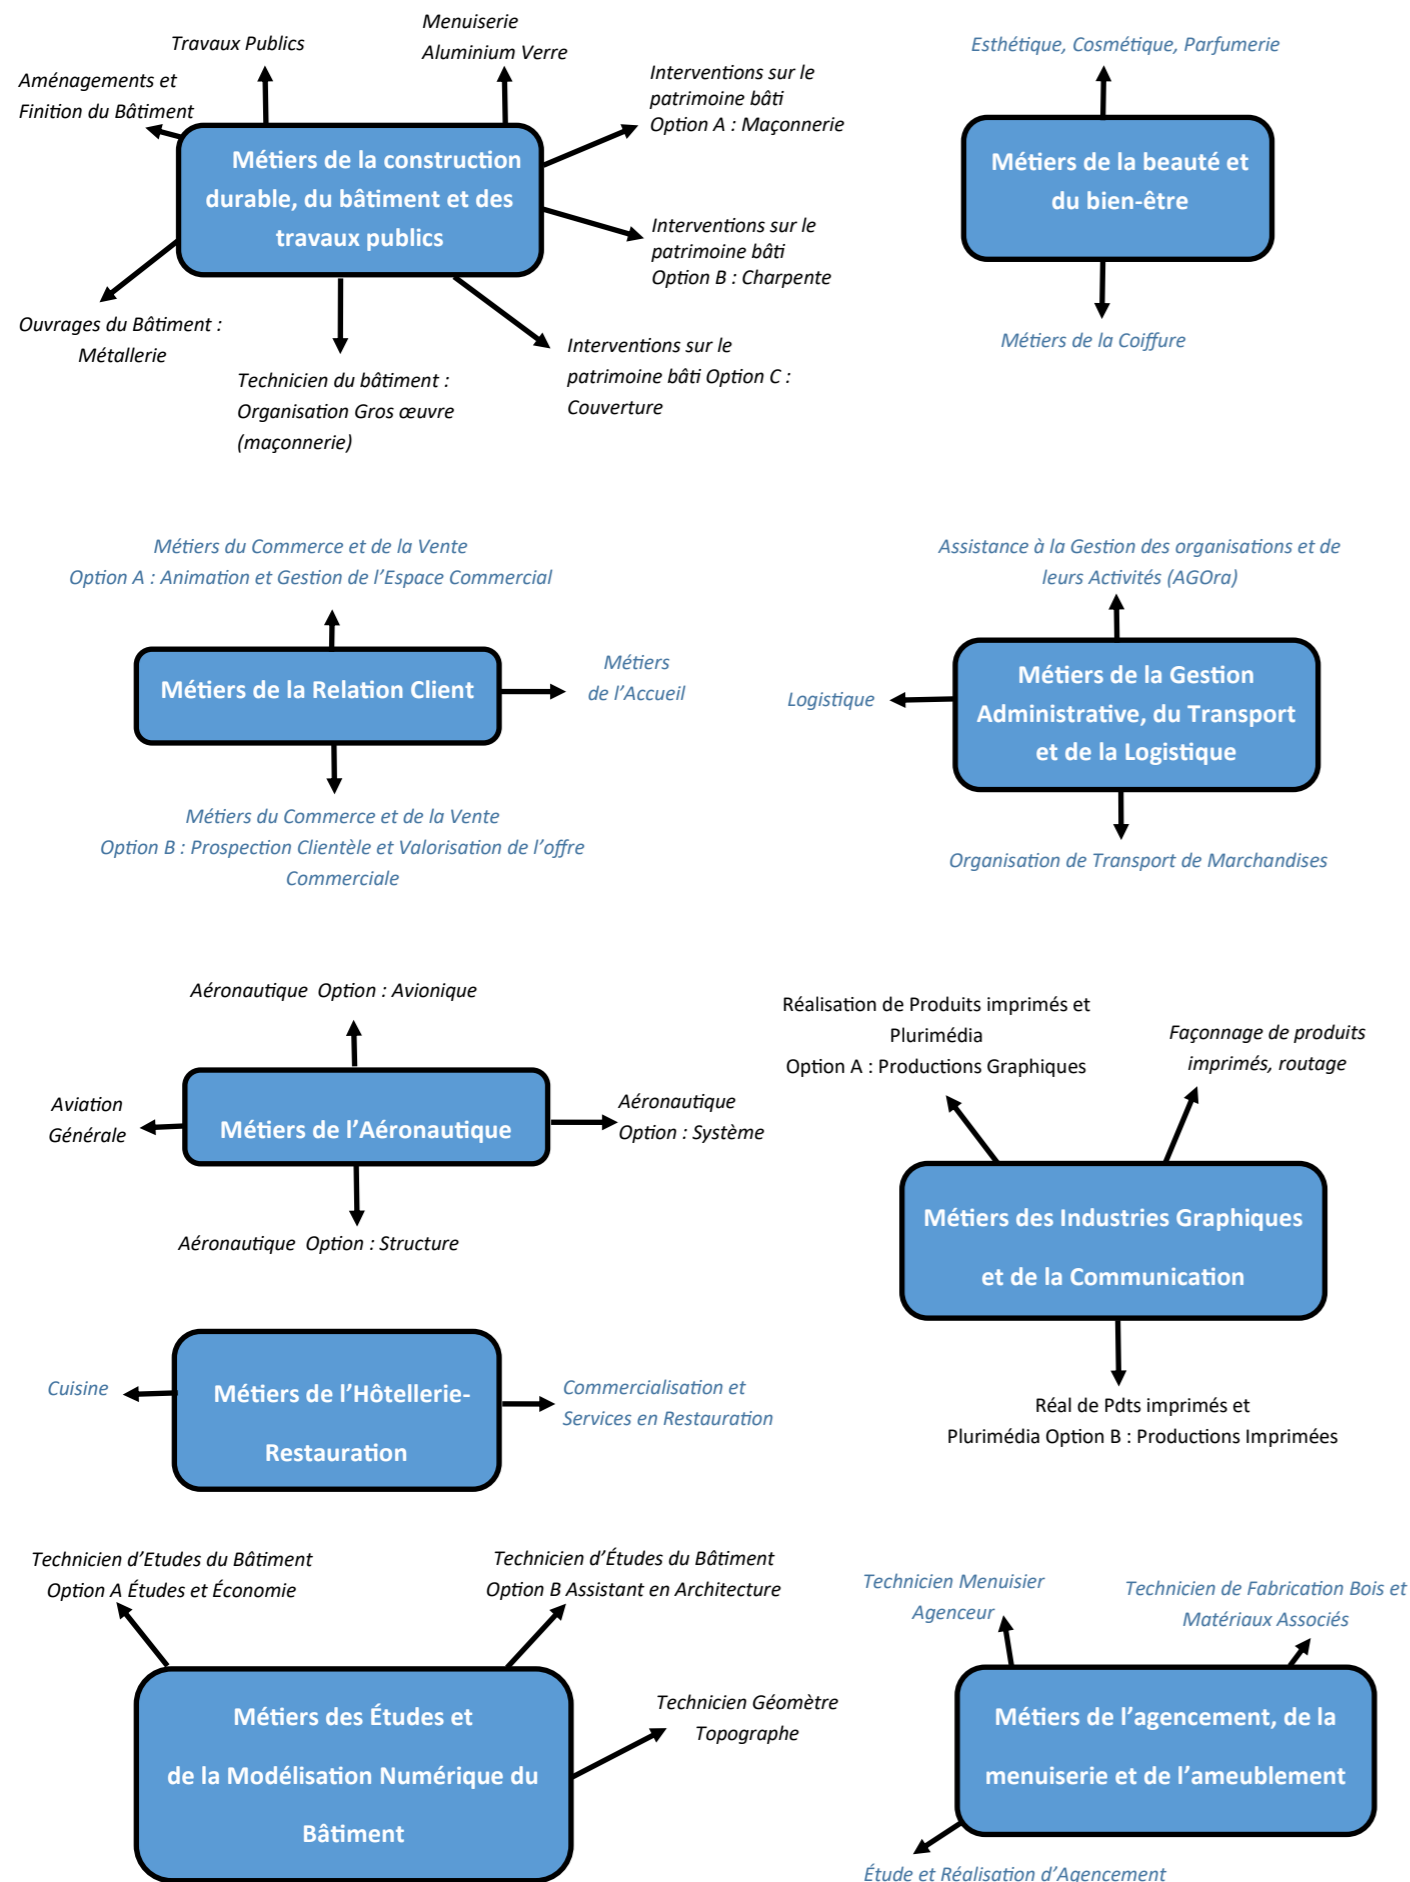 Travaux Publics
Menuiserie
Aluminium Verre
Aménagements et
Finition du Bâtiment
Interventions sur le
patrimoine bâti
Option A : Maçonnerie
Métiers de la construction
durable, du bâtiment et des
travaux publics
Interventions sur le
patrimoine bâti
Option B : Charpente
Ouvrages du Bâtiment :
Métallerie
Technicien du bâtiment :
Organisation Gros œuvre
(maçonnerie)
Interventions sur le
patrimoine bâti Option C :
Couverture
Esthétique, Cosmétique, Parfumerie
Métiers de la beauté et
du bien-être
Métiers de la Coiffure
Métiers du Commerce et de la Vente
Option A : Animation et Gestion de l’Espace Commercial
Métiers de la Relation Client
Métiers
de l’Accueil
Métiers du Commerce et de la Vente
Option B : Prospection Clientèle et Valorisation de l’offre
Commerciale
Assistance à la Gestion des organisations et de
leurs Activités (AGOra)
Logistique
Métiers de la Gestion
Administrative, du Transport
et de la Logistique
Organisation de Transport de Marchandises
Aéronautique Option : Avionique
Aviation
Générale
Métiers de l’Aéronautique
Aéronautique
Option : Système
Aéronautique Option : Structure
Réalisation de Produits imprimés et
Plurimédia
Option A : Productions Graphiques
Façonnage de produits
imprimés, routage
Métiers des Industries Graphiques
et de la Communication
Réal de Pdts imprimés et
Plurimédia Option B : Productions Imprimées
Cuisine
Métiers de l’Hôtellerie-
Restauration
Commercialisation et
Services en Restauration
Technicien d’Etudes du Bâtiment
Option A Études et Économie
Technicien d’Études du Bâtiment
Option B Assistant en Architecture
Métiers des Études et
de la Modélisation Numérique du
Bâtiment
Technicien Géomètre
Topographe
Technicien Menuisier
Agenceur
Technicien de Fabrication Bois et
Matériaux Associés
Métiers de l’agencement, de la
menuiserie et de l’ameublement
Étude et Réalisation d’Agencement